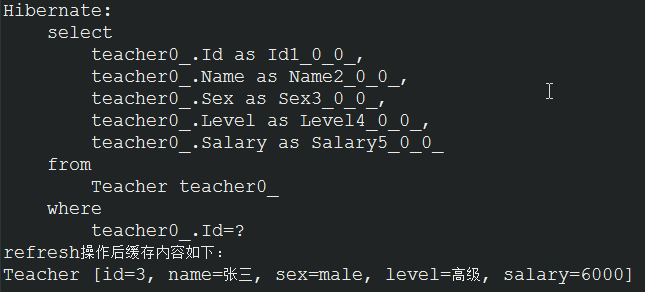 Hibernate:
    select
        teacher0_.Id as Id1_0_0_,
        teacher0_.Name as Name2_0_0_,
        teacher0_.Sex as Sex3_0_0_,
        teacher0_.Level as Level4_0_0_,
        teacher0_.Salary as Salary5_0_0_
    from
        Teacher teacher0_
    where
        teacher0_.Id=?
refresh操作后缓存内容如下:
Teacher [id=3, name=张三, sex=male, level=高级, salary=6000]